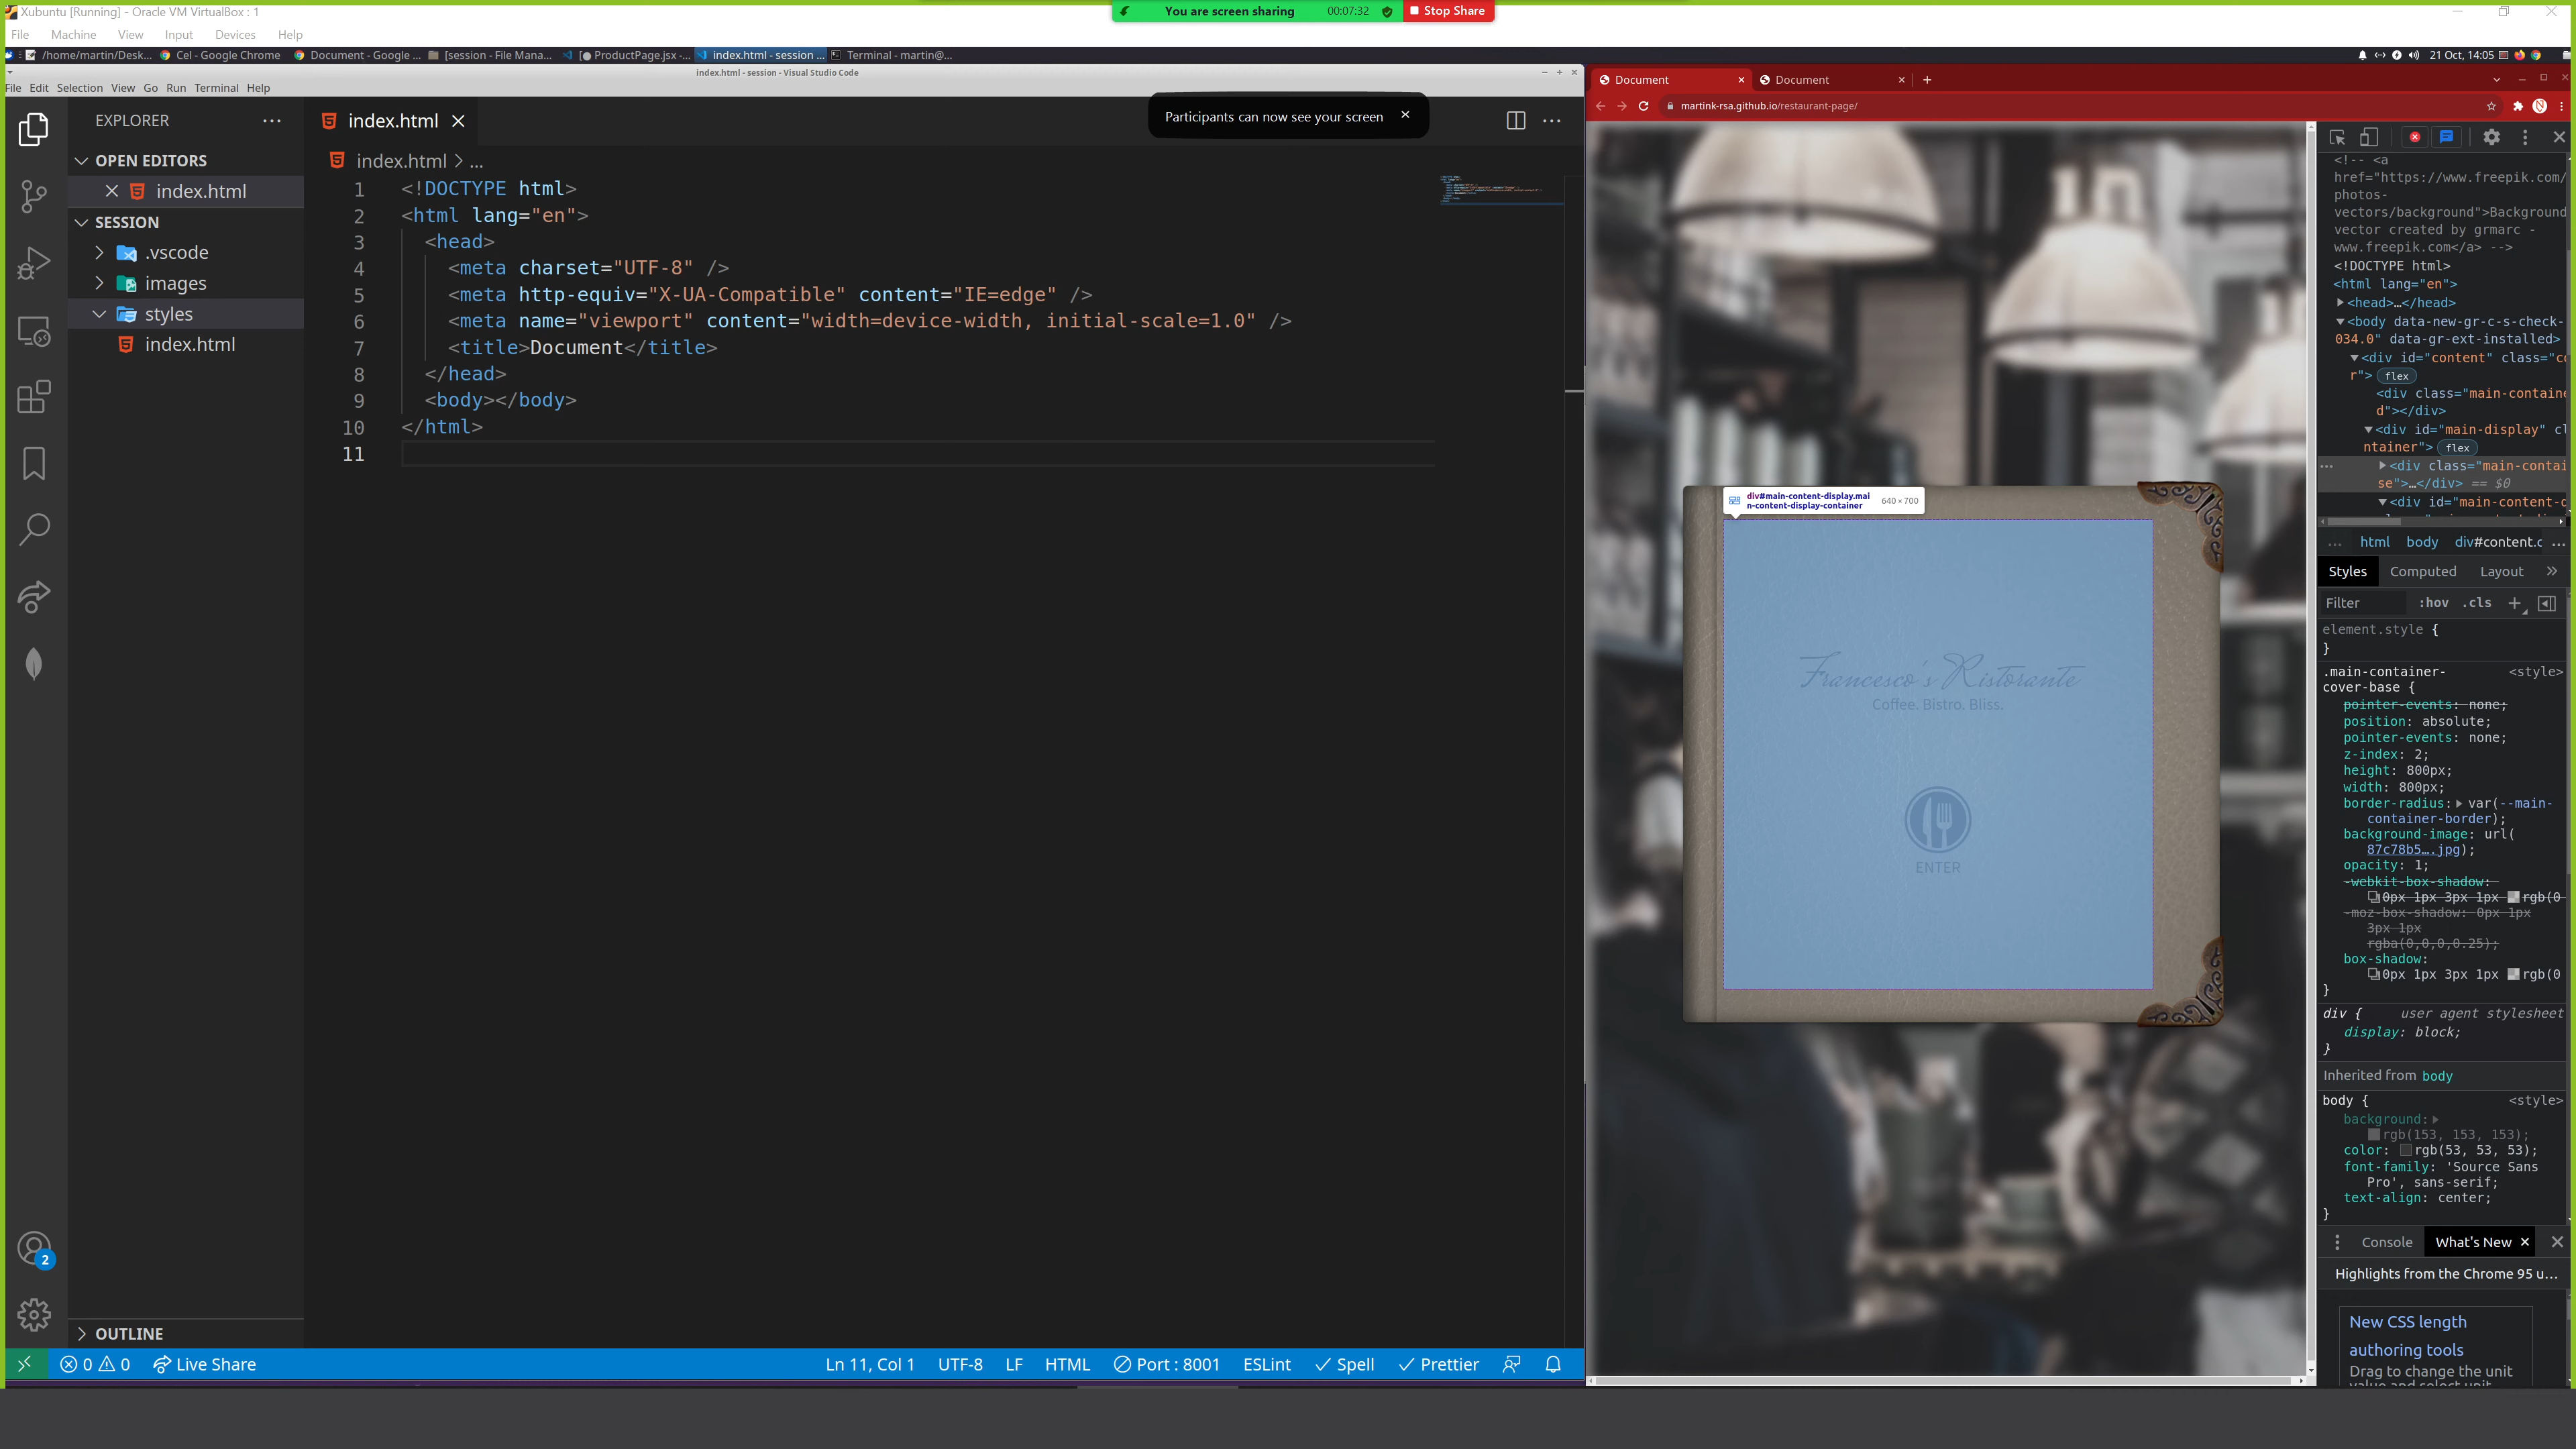 Xubuntu [Running] - Oracle VM VirtualBox : 1
You are screen sharing 00:07:32 Stop Share
File Machine View Input Devices Help
/home/martin/Desk... Cel - Google Chrome Document - Google ... [session - File Mana... [● ProductPage.jsx -... index.html - session ... Terminal - martin@...
21 Oct, 14:05
index.html - session - Visual Studio Code
File Edit Selection View Go Run Terminal Help
Participants can now see your screen
EXPLORER
OPEN EDITORS
index.html
SESSION
.vscode
images
styles
index.html
OUTLINE
2
index.html
index.html > ...
1 <!DOCTYPE html>
2 <html lang="en">
3 <head>
4 <meta charset="UTF-8" />
5 <meta http-equiv="X-UA-Compatible" content="IE=edge" />
6 <meta name="viewport" content="width=device-width, initial-scale=1.0" />
7 <title>Document</title>
8 </head>
9 <body></body>
10 </html>
11
0 0 Live Share Ln 11, Col 1 UTF-8 LF HTML Port : 8001 ESLint Spell Prettier
Document Document
martink-rsa.github.io/restaurant-page/
div#main-content-display.mai
n-content-display-container 640 × 700
Francesco's Ristorante
Coffee. Bistro. Bliss.
ENTER
<!-- <a
href="https://www.freepik.com/
photos-
vectors/background">Background
vector created by grmarc -
www.freepik.com</a> -->
<!DOCTYPE html>
<html lang="en">
<head>…</head>
<body data-new-gr-c-s-check-
034.0" data-gr-ext-installed>
<div id="content" class="co
r"> flex
<div class="main-containe
d"></div>
<div id="main-display" cl
ntainer"> flex
<div class="main-contai
se">…</div> == $0
<div id="main-content-d
... html body div#content.c ...
Styles Computed Layout
Filter :hov .cls
element.style {
}
.main-container- <style>
cover-base {
pointer-events: none;
position: absolute;
pointer-events: none;
z-index: 2;
height: 800px;
width: 800px;
border-radius: var(--main-
container-border);
background-image: url(
87c78b5….jpg);
opacity: 1;
-webkit-box-shadow:
0px 1px 3px 1px rgb(0
-moz-box-shadow: 0px 1px
3px 1px
rgba(0,0,0,0.25);
box-shadow:
0px 1px 3px 1px rgb(0
}
div { user agent stylesheet
display: block;
}
Inherited from body
body { <style>
background:
rgb(153, 153, 153);
color: rgb(53, 53, 53);
font-family: 'Source Sans
Pro', sans-serif;
text-align: center;
}
Console What's New
Highlights from the Chrome 95 u...
New CSS length
authoring tools
Drag to change the unit